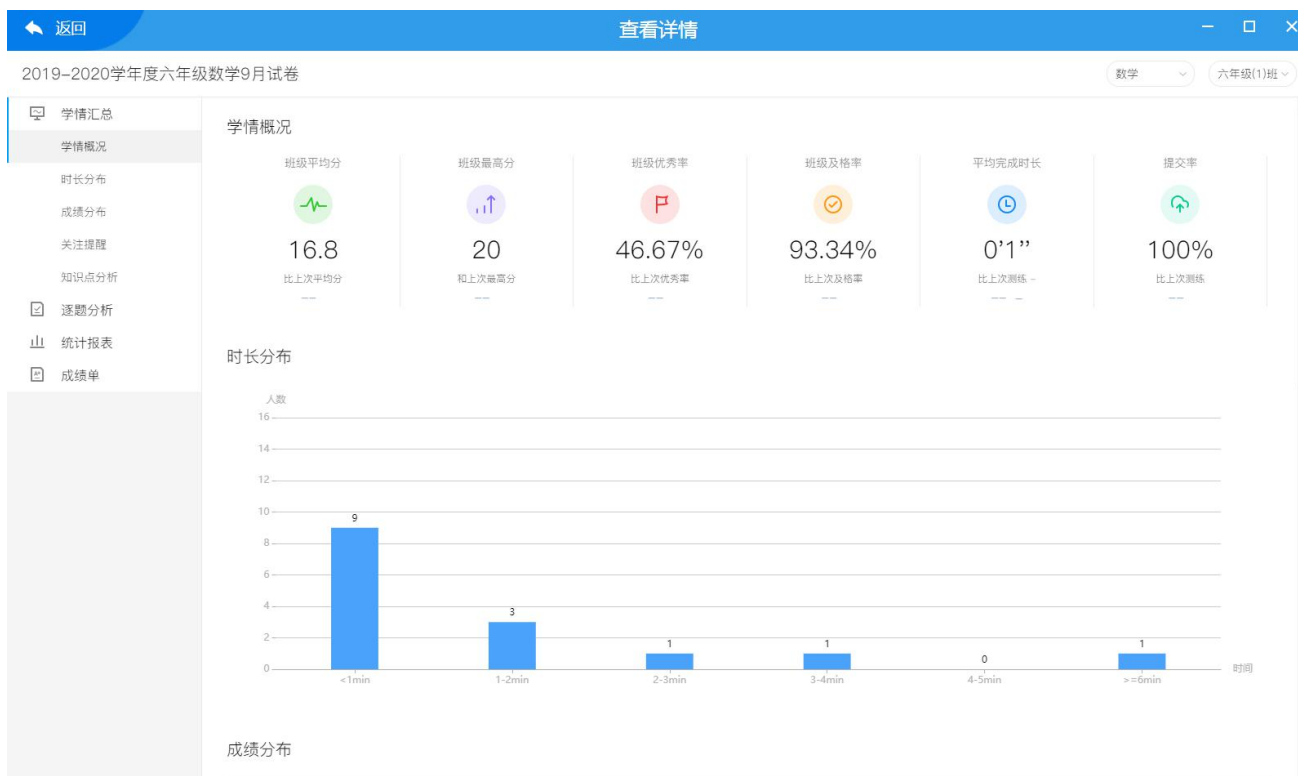 返回
查看详情
2019-2020学年度六年级数学9月试卷
数学
六年级(1)班
学情汇总
学情概况
时长分布
成绩分布
关注提醒
知识点分析
逐题分析
统计报表
成绩单
学情概况
班级平均分 班级最高分 班级优秀率 班级及格率 平均完成时长 提交率
16.8 20 46.67% 93.34% 0'1” 100%
比上次平均分 和上次最高分 比上次优秀率 比上次及格率 比上次测练 - 比上次测练
-- -- -- -- -- - --
时长分布
人数
16
14
12
10
8
6
4
2
0
9 3 1 1 0 1
<1min 1-2min 2-3min 3-4min 4-5min >=6min
时间
成绩分布